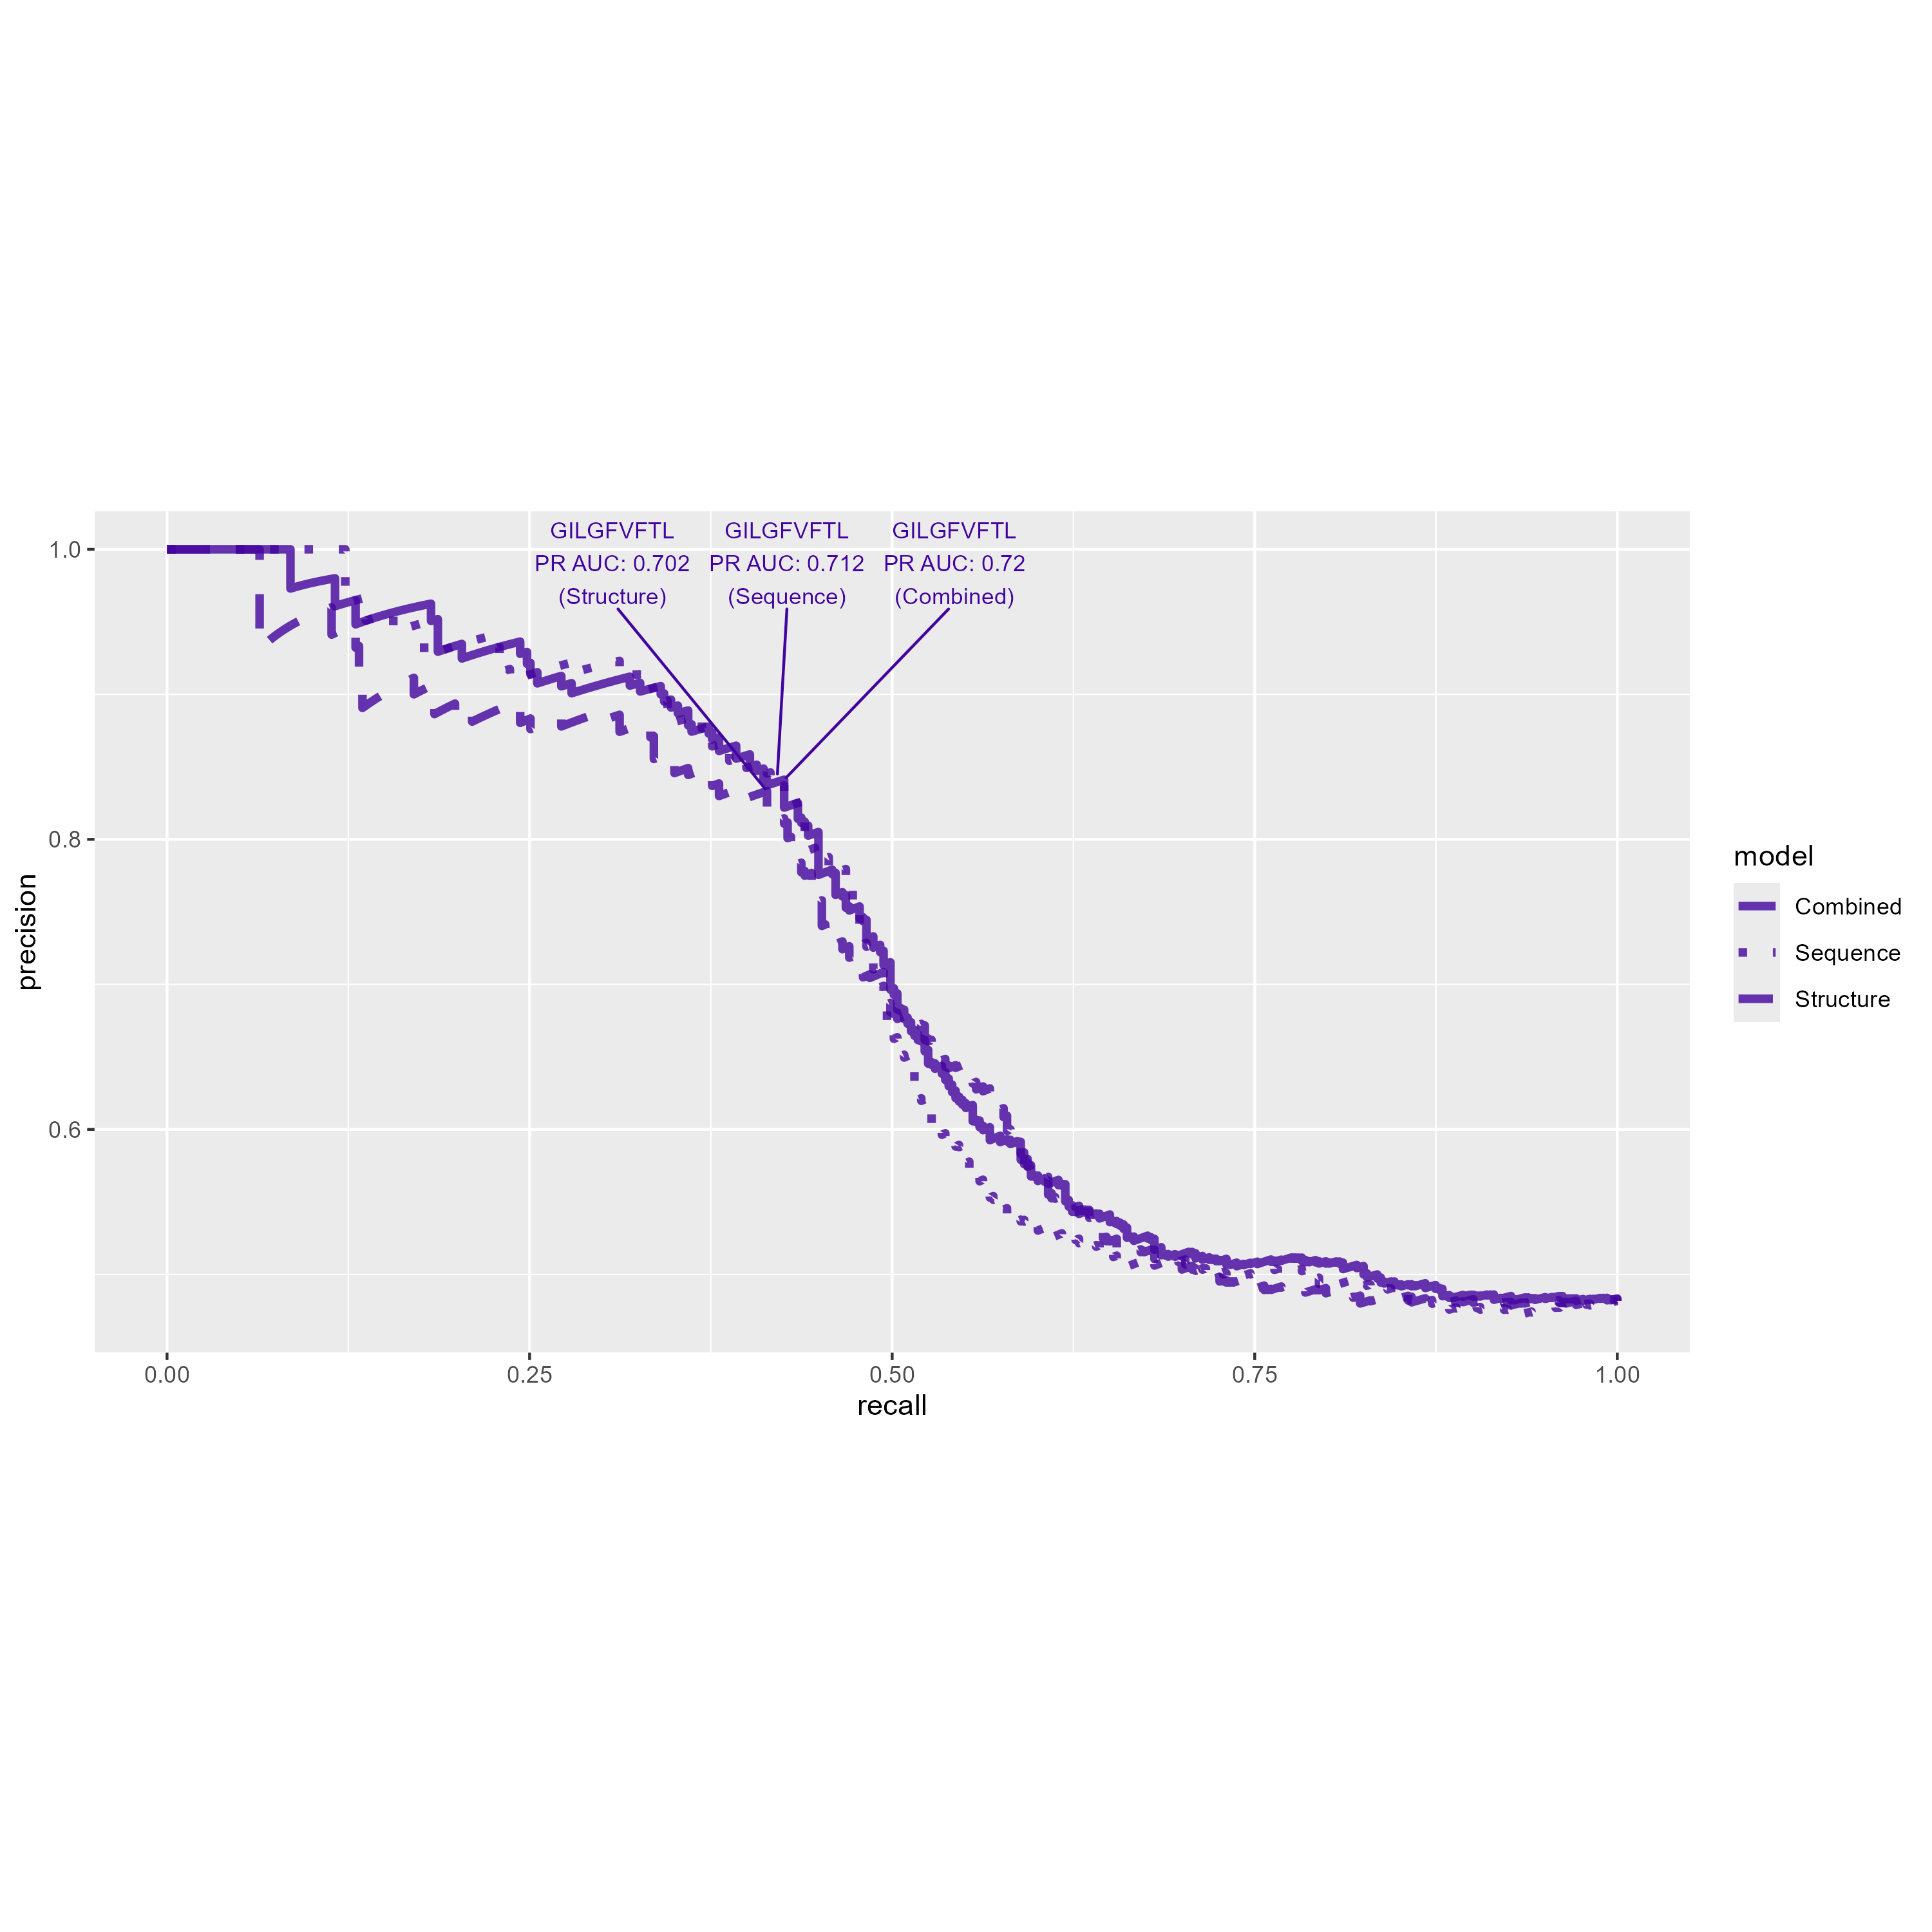 GILGFVFTL
PR AUC: 0.702
(Structure)
GILGFVFTL
PR AUC: 0.712
(Sequence)
GILGFVFTL
PR AUC: 0.72
(Combined)
1.0
0.8
0.6
precision
0.00
0.25
0.50
0.75
1.00
recall
model
Combined
Sequence
Structure